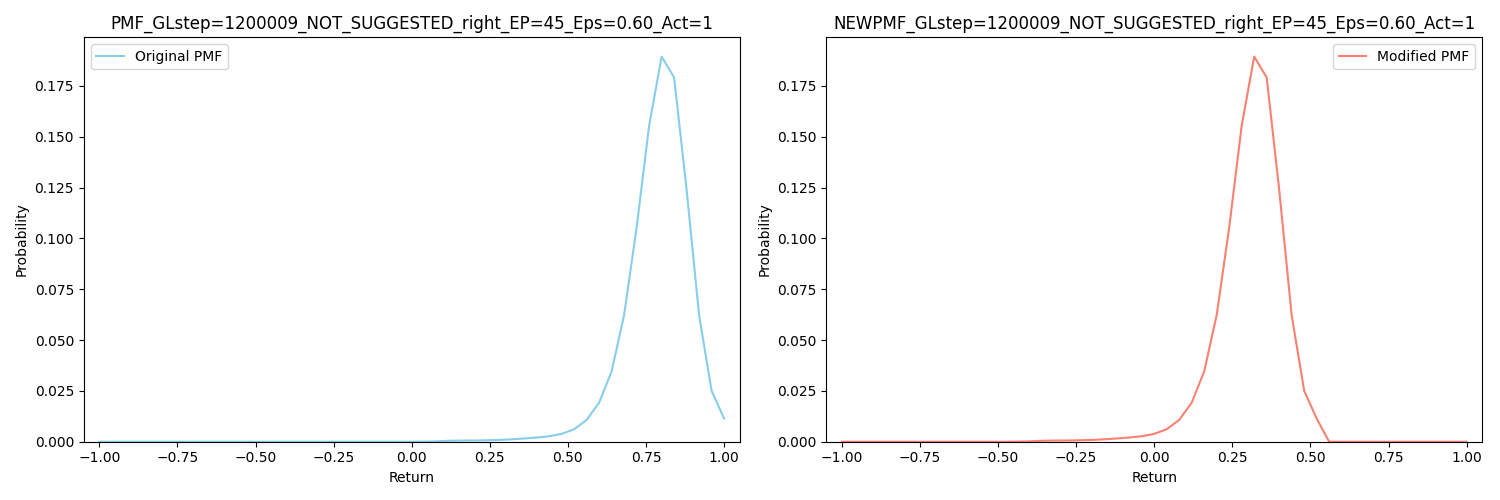 PMF_GLstep=1200009_NOT_SUGGESTED_right_EP=45_Eps=0.60_Act=1
Original PMF
Probability
0.175
0.150
0.125
0.100
0.075
0.050
0.025
0.000
−1.00 −0.75 −0.50 −0.25 0.00 0.25 0.50 0.75 1.00
Return
NEWPMF_GLstep=1200009_NOT_SUGGESTED_right_EP=45_Eps=0.60_Act=1
Modified PMF
Probability
0.175
0.150
0.125
0.100
0.075
0.050
0.025
0.000
−1.00 −0.75 −0.50 −0.25 0.00 0.25 0.50 0.75 1.00
Return